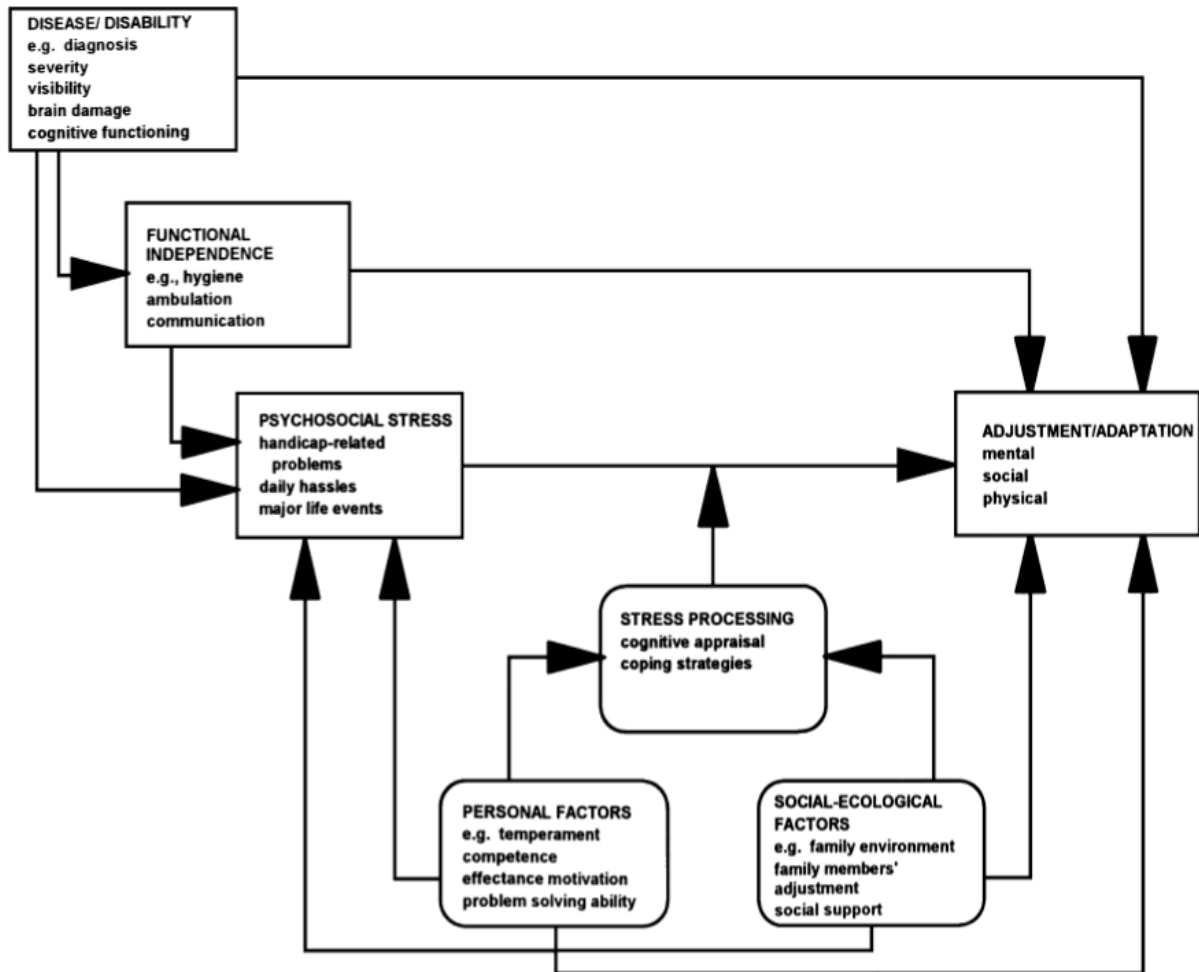 DISEASE/ DISABILITY
e.g. diagnosis
severity
visibility
brain damage
cognitive functioning
FUNCTIONAL
INDEPENDENCE
e.g., hygiene
ambulation
communication
PSYCHOSOCIAL STRESS
handicap-related
problems
daily hassles
major life events
ADJUSTMENT/ADAPTATION
mental
social
physical
STRESS PROCESSING
cognitive appraisal
coping strategies
PERSONAL FACTORS
e.g. temperament
competence
effectance motivation
problem solving ability
SOCIAL-ECOLOGICAL
FACTORS
e.g. family environment
family members'
adjustment
social support